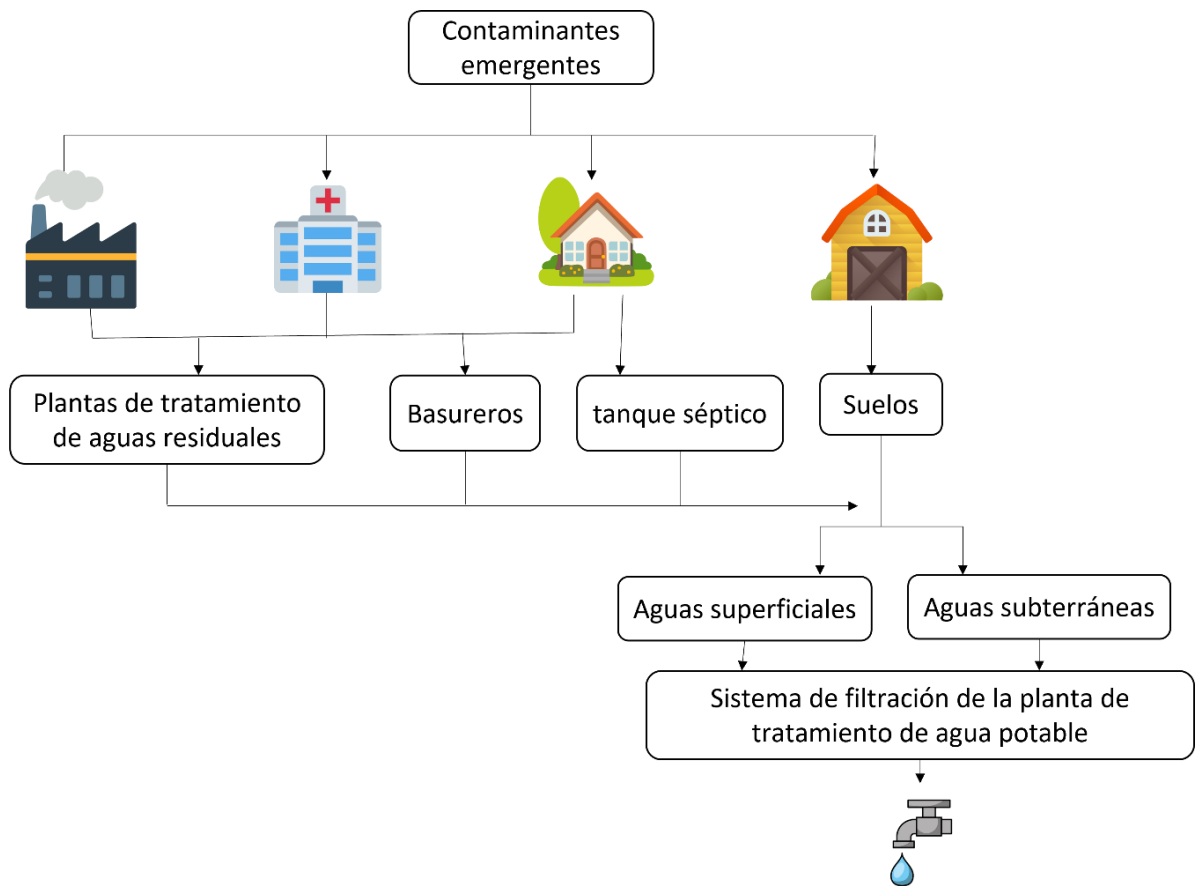 Contaminantes
emergentes
Plantas de tratamiento
de aguas residuales
Basureros
tanque séptico
Suelos
Aguas superficiales
Aguas subterráneas
Sistema de filtración de la planta de
tratamiento de agua potable